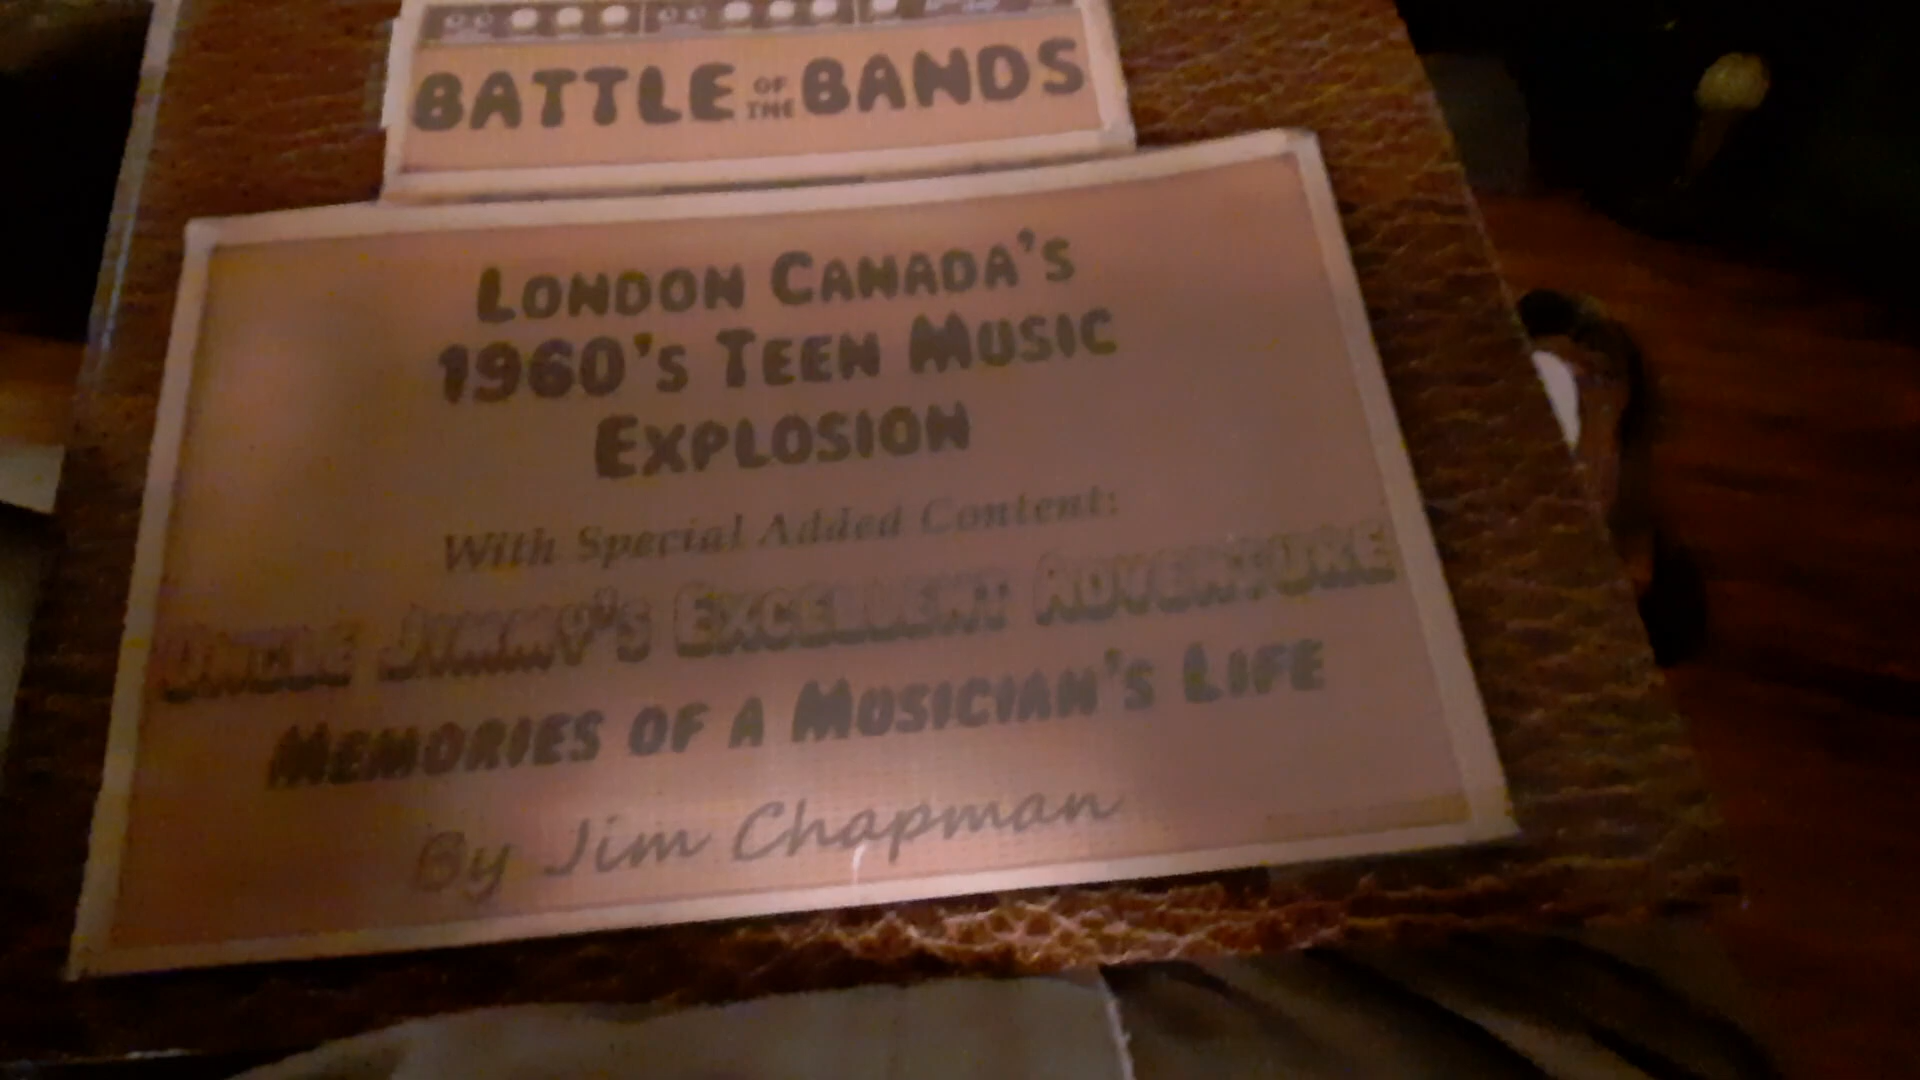 BATTLE OF THE BANDS
LONDON CANADA'S
1960'S TEEN MUSIC
EXPLOSION
With Special Added Content:
UNCLE JIMMY'S EXCELLENT ADVENTURE
MEMORIES OF A MUSICIAN'S LIFE
By Jim Chapman